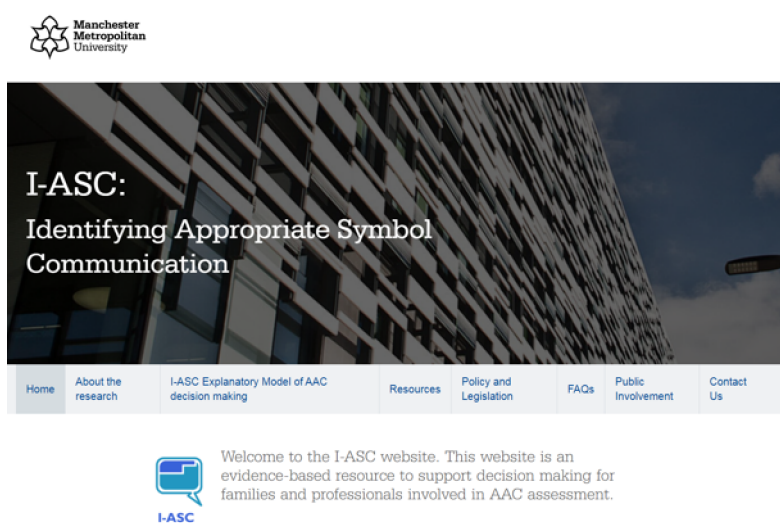 Manchester
Metropolitan
University
I-ASC:
Identifying Appropriate Symbol
Communication
Home
About the
research
I-ASC Explanatory Model of AAC
decision making
Resources
Policy and
Legislation
FAQs
Public
Involvement
Contact
Us
Welcome to the I-ASC website. This website is an
evidence-based resource to support decision making for
families and professionals involved in AAC assessment.
I-ASC